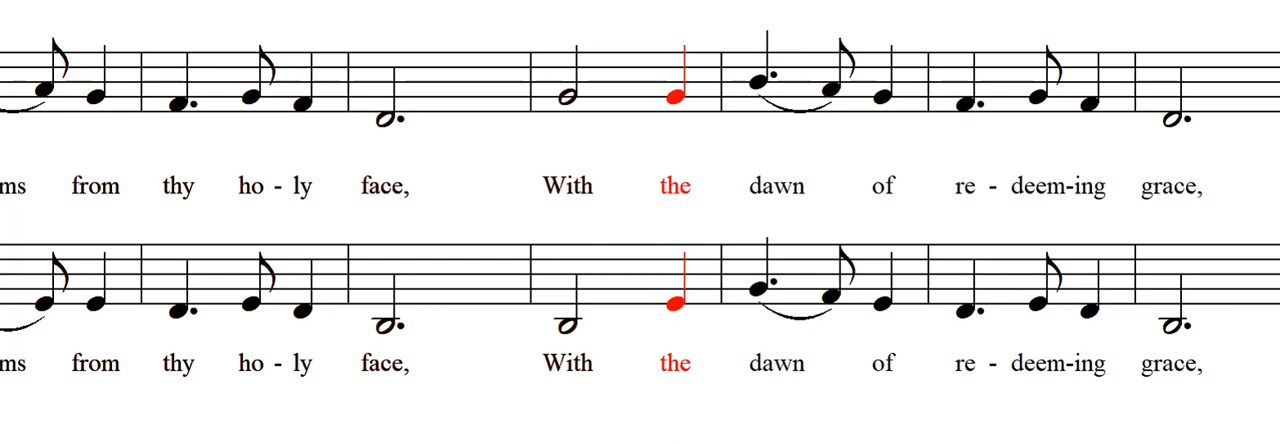 ms from thy ho - ly face, With the dawn of re - deem-ing grace,
ms from thy ho - ly face, With the dawn of re - deem-ing grace,